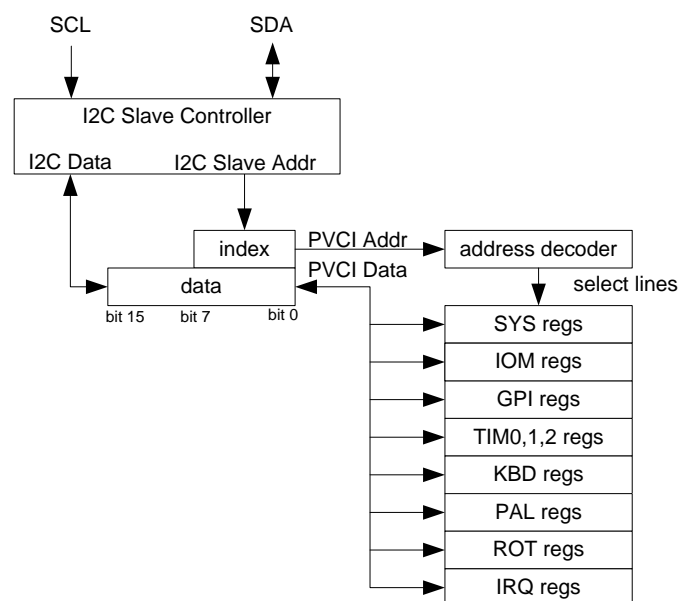 SCL SDA
I2C Slave Controller
I2C Data I2C Slave Addr
index PVCI Addr address decoder
data PVCI Data
select lines
bit 15 bit 7 bit 0
SYS regs
IOM regs
GPI regs
TIM0,1,2 regs
KBD regs
PAL regs
ROT regs
IRQ regs